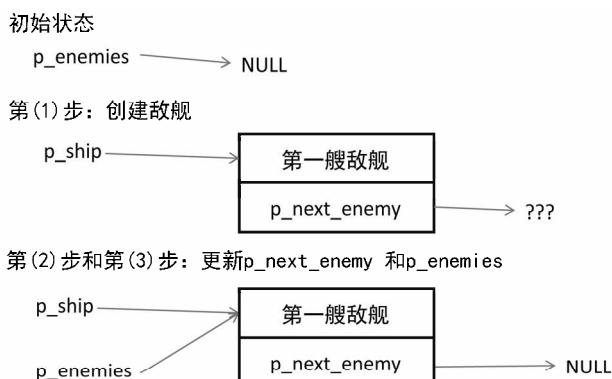 初始状态
p_enemies
NULL
第(1)步：创建敌舰
p_ship
第一艘敌舰
p_next_enemy
???
第(2)步和第(3)步：更新p_next_enemy 和p_enemies
p_ship
第一艘敌舰
p_enemies
p_next_enemy
NULL